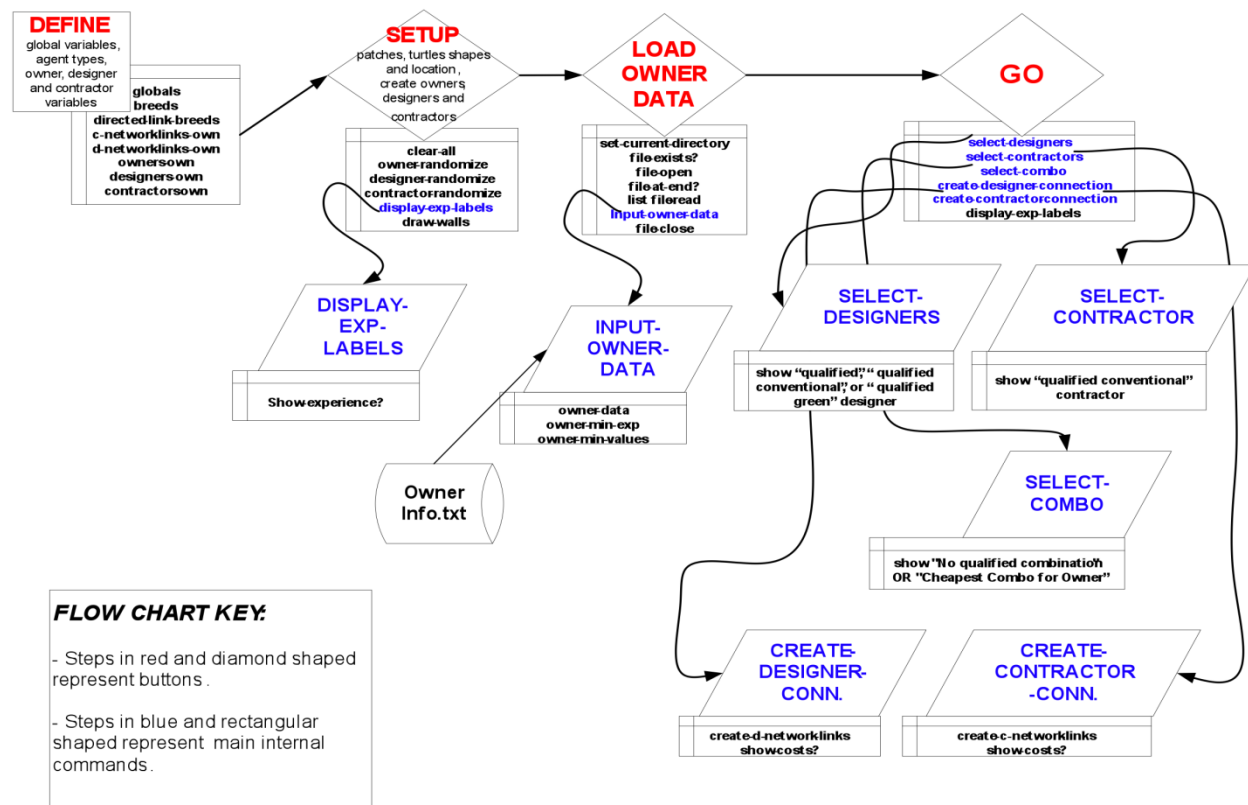 DEFINE
global variables,
agent types,
owner, designer
and contractor
variables
globals
breeds
directed-link-breeds
c-networklinks-own
d-networklinks-own
owners-own
designers-own
contractors-own
SETUP
patches, turtles shapes
and location,
create owners,
designers and
contractors
clear-all
owner-randomize
designer-randomize
contractor-randomize
display-exp-labels
draw-walls
LOAD
OWNER
DATA
set-current-directory
file-exists?
file-open
file-at-end?
list file-read
input-owner-data
file-close
GO
select-designers
select-contractors
select-combo
create-designer-connection
create-contractor-connection
display-exp-labels
DISPLAY-
EXP-
LABELS
Show-experience?
INPUT-
OWNER-
DATA
owner-data
owner-min-exp
owner-min-values
Owner
Info.txt
SELECT-
DESIGNERS
show “qualified”,“ qualified
conventional”, or “ qualified
green” designer
SELECT-
CONTRACTOR
show “qualified conventional”
contractor
SELECT-
COMBO
show "No qualified combination"
OR "Cheapest Combo for Owner"
CREATE-
DESIGNER-
CONN.
create-d-networklinks
show-costs?
CREATE-
CONTRACTOR
-CONN.
create-c-networklinks
show-costs?
FLOW CHART KEY:
- Steps in red and diamond shaped
represent buttons.
- Steps in blue and rectangular
shaped represent main internal
commands.